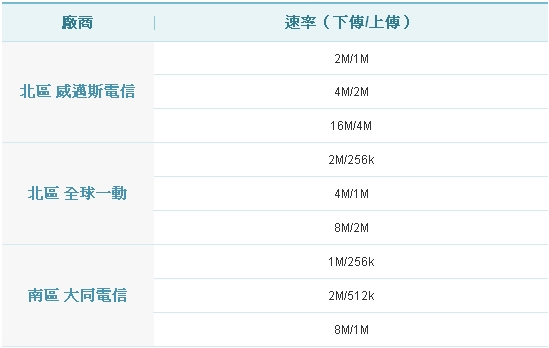 廠商 速率（下傳/上傳）
2M/1M
北區 威邁斯電信 4M/2M
16M/4M
2M/256k
北區 全球一動 4M/1M
8M/2M
1M/256k
南區 大同電信 2M/512k
8M/1M